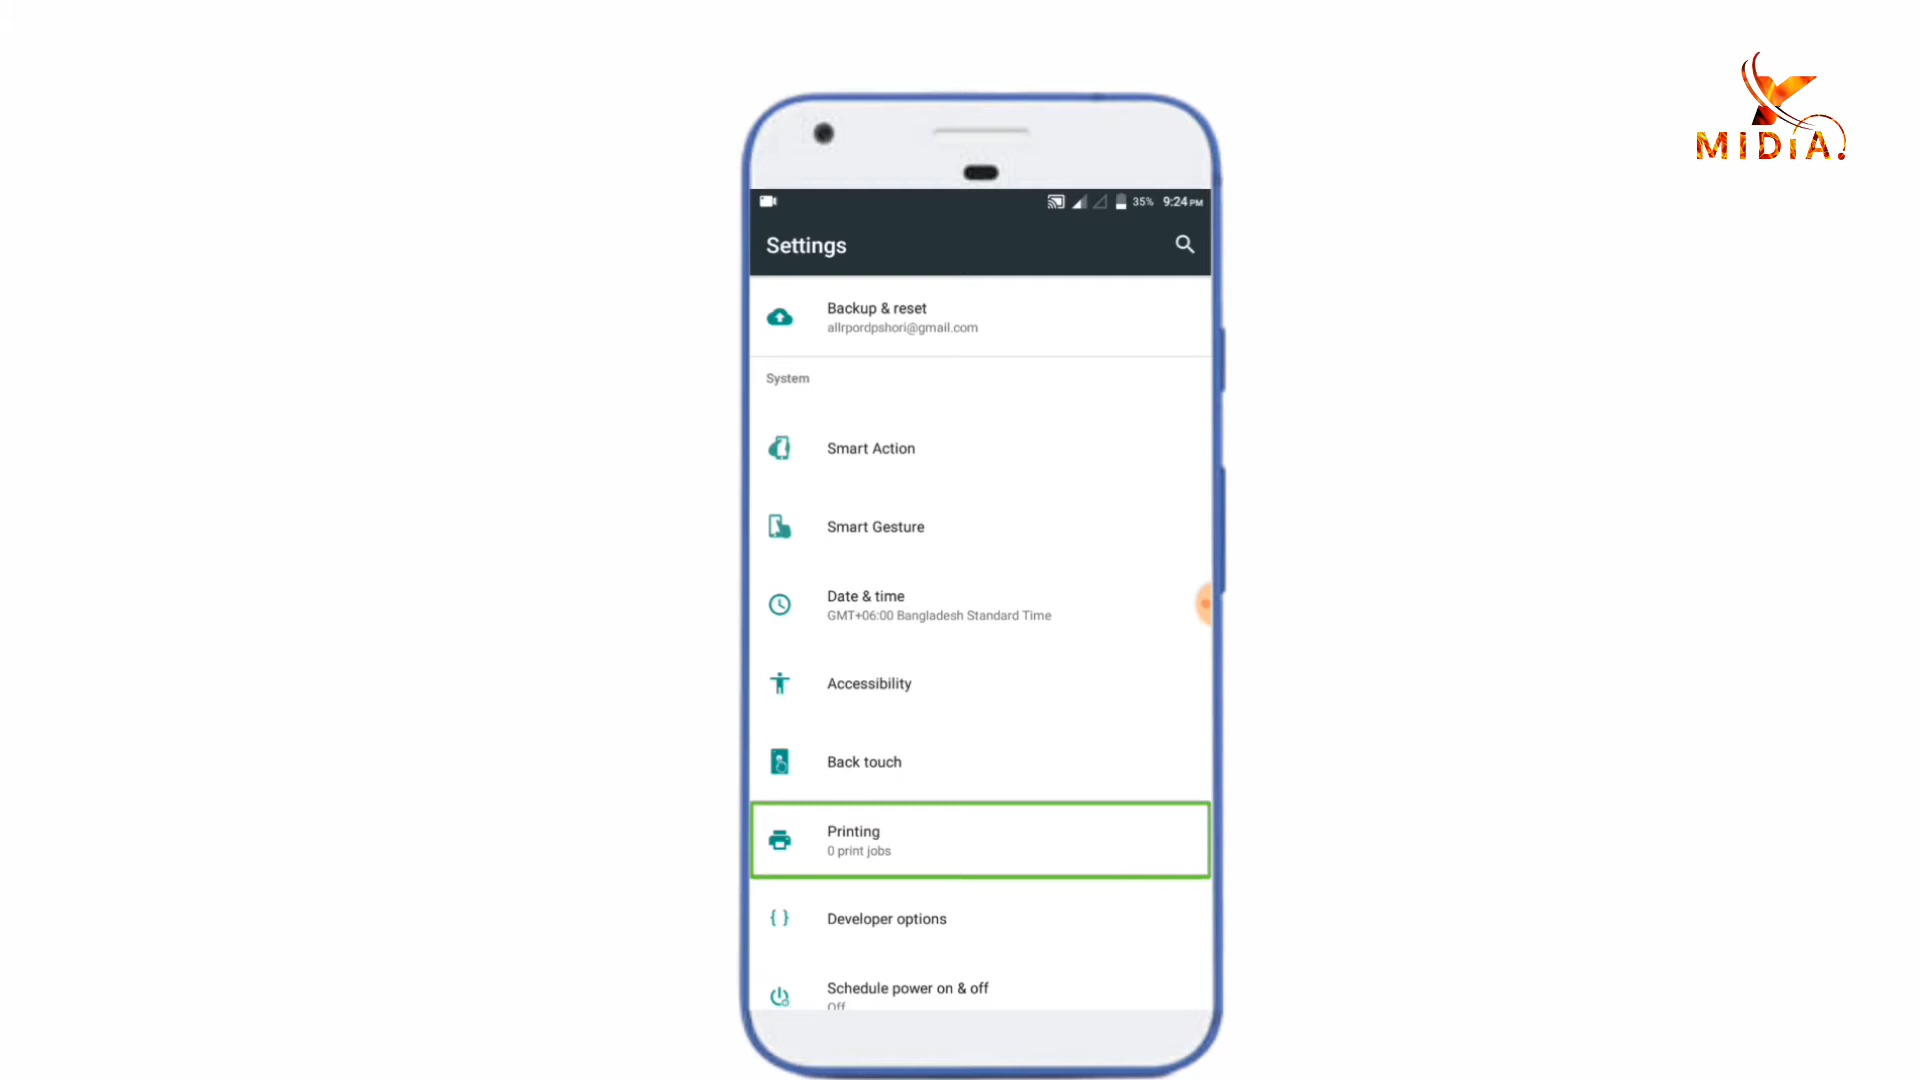 Y
MIDiA.
35% 9:24 PM
Settings
Backup & reset
allrpordpshori@gmail.com
System
Smart Action
Smart Gesture
Date & time
GMT+06:00 Bangladesh Standard Time
Accessibility
Back touch
Printing
0 print jobs
{ } Developer options
Schedule power on & off
Off